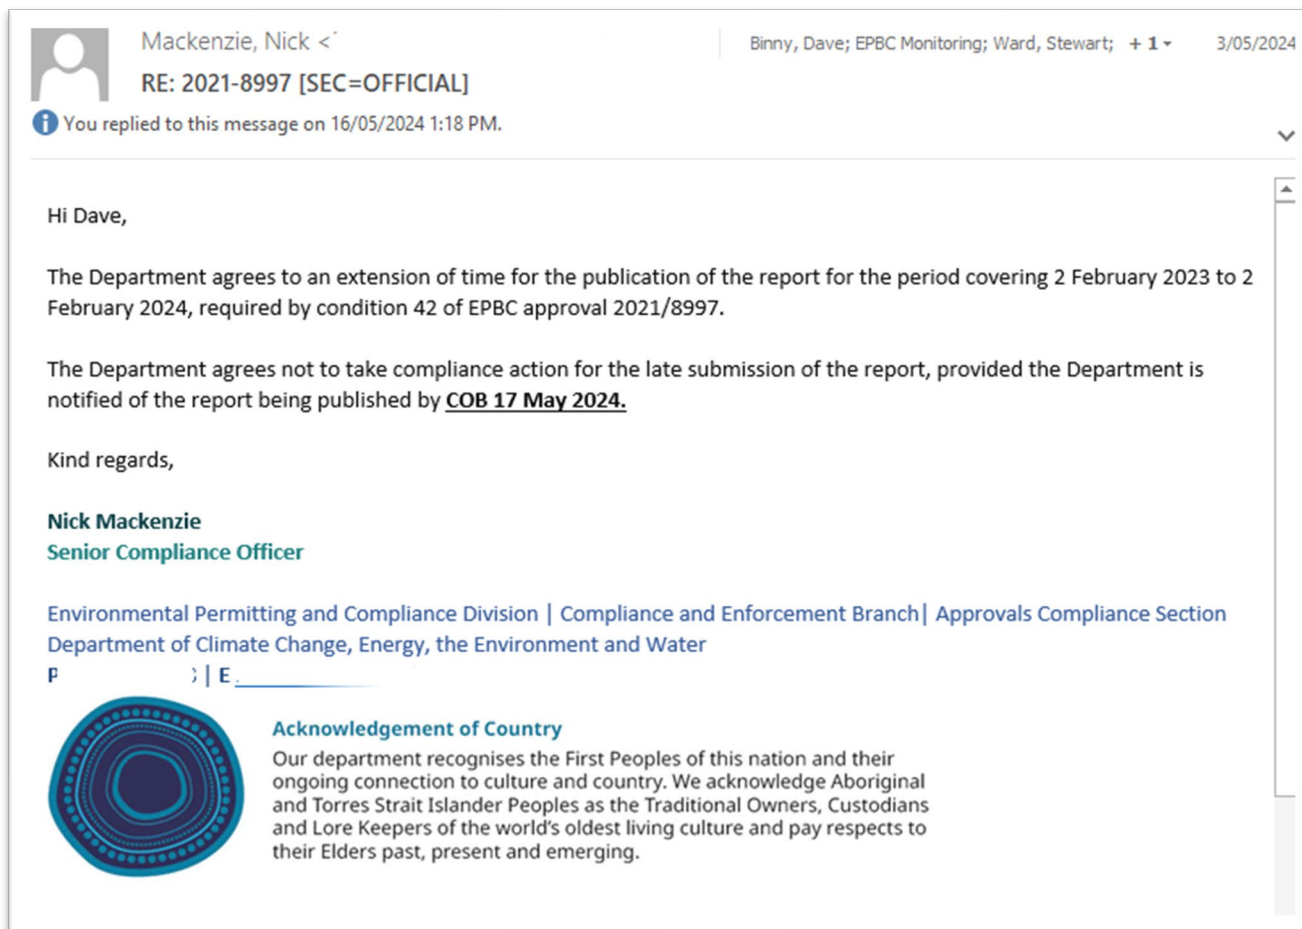 Mackenzie, Nick <
Binny, Dave; EPBC Monitoring; Ward, Stewart; + 1
3/05/2024
RE: 2021-8997 [SEC=OFFICIAL]
You replied to this message on 16/05/2024 1:18 PM.
Hi Dave,
The Department agrees to an extension of time for the publication of the report for the period covering 2 February 2023 to 2
February 2024, required by condition 42 of EPBC approval 2021/8997.
The Department agrees not to take compliance action for the late submission of the report, provided the Department is
notified of the report being published by COB 17 May 2024.
Kind regards,
Nick Mackenzie
Senior Compliance Officer
Environmental Permitting and Compliance Division | Compliance and Enforcement Branch| Approvals Compliance Section
Department of Climate Change, Energy, the Environment and Water
P | E
Acknowledgement of Country
Our department recognises the First Peoples of this nation and their
ongoing connection to culture and country. We acknowledge Aboriginal
and Torres Strait Islander Peoples as the Traditional Owners, Custodians
and Lore Keepers of the world's oldest living culture and pay respects to
their Elders past, present and emerging.